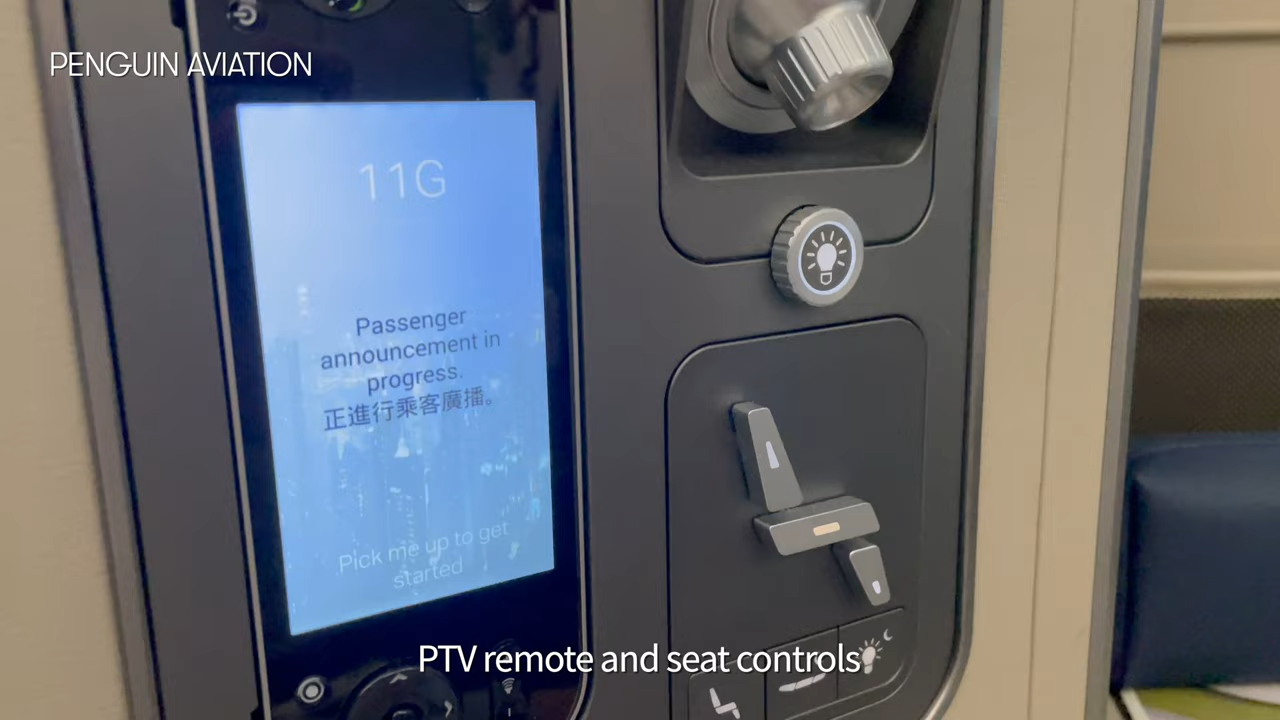 PENGUIN AVIATION
11G
Passenger
announcement in
progress.
正進行乘客廣播。
Pick me up to get
started
PTV remote and seat controls